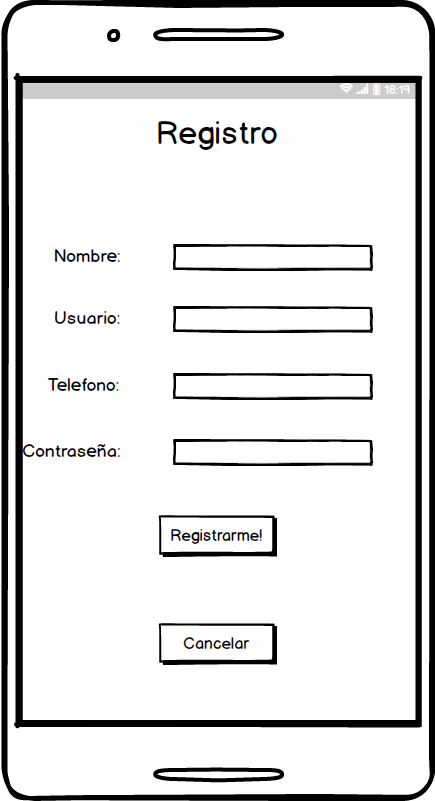 18:19
Registro
Nombre:
Usuario:
Telefono:
Contraseña:
Registrarme!
Cancelar